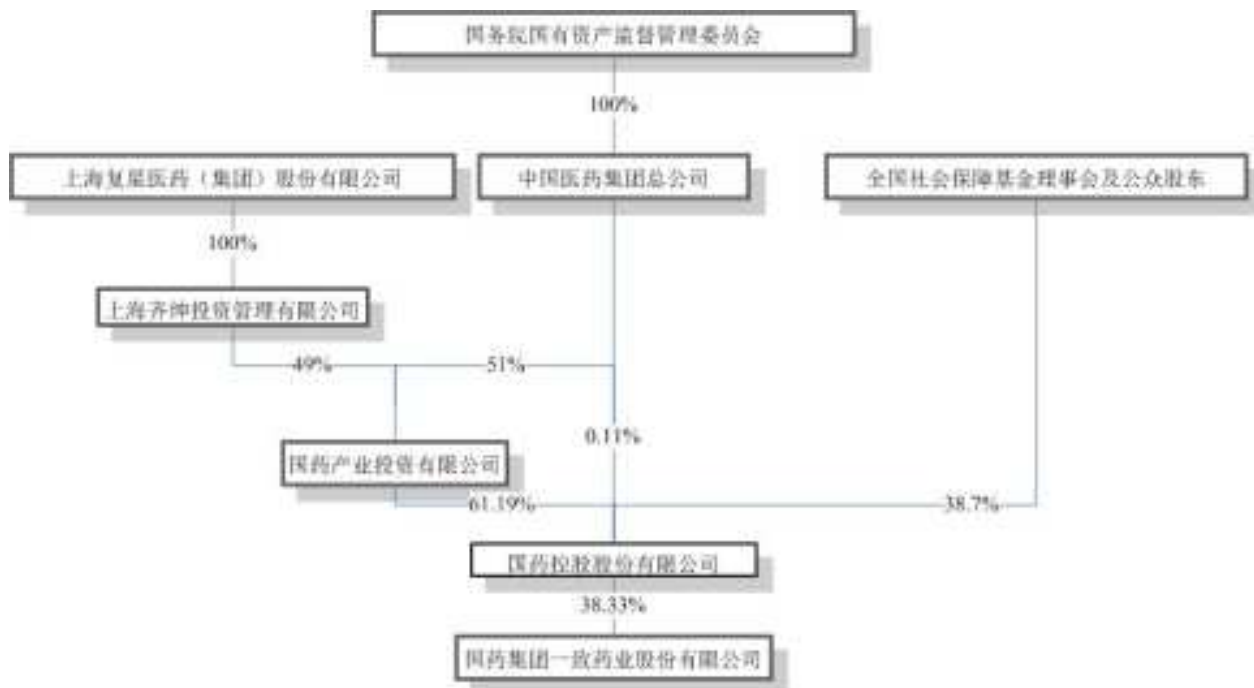 国务院国有资产监督管理委员会
100%
上海复星医药（集团）股份有限公司
中国医药集团总公司
全国社会保障基金理事会及公众股东
100%
上海齐绅投资管理有限公司
49%
51%
0.11%
国药产业投资有限公司
61.19%
38.7%
国药控股股份有限公司
38.33%
国药集团一致药业股份有限公司